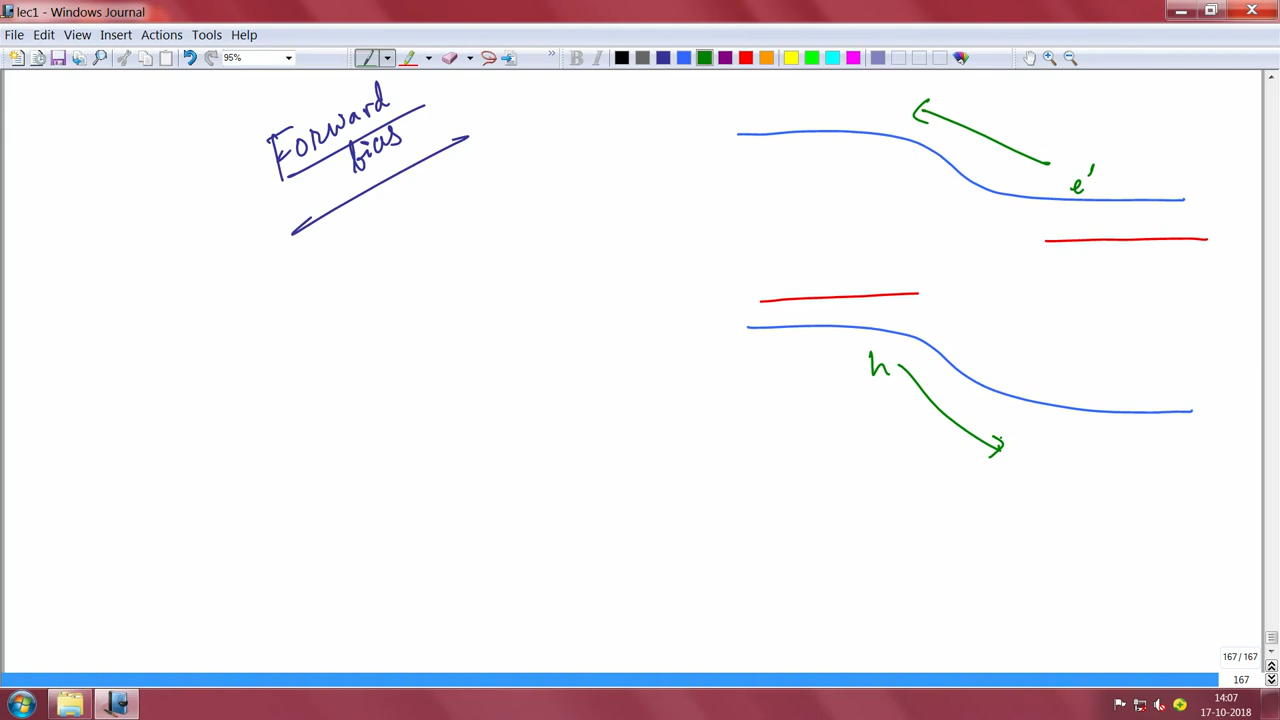 lec1 - Windows Journal
File Edit View Insert Actions Tools Help
95%
B I
Forward
bias
e'
h
167 / 167
167
14:07
17-10-2018